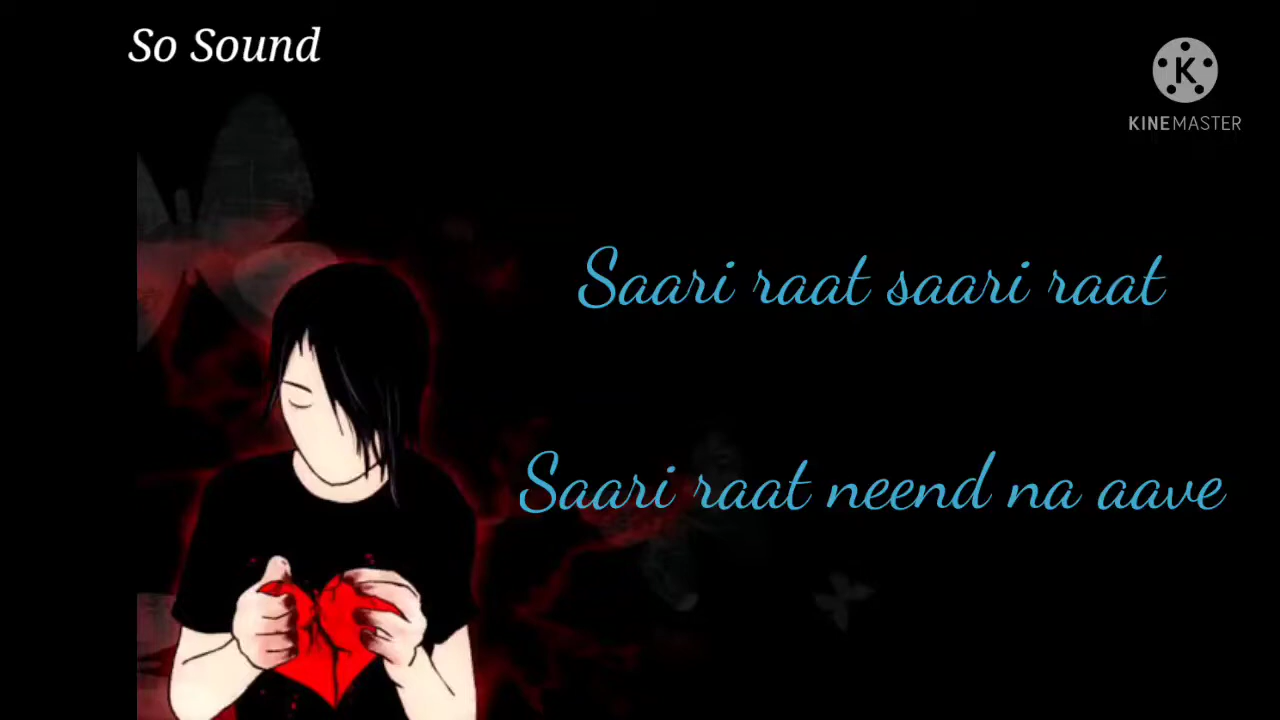 So Sound
K
KINEMASTER
Saari raat saari raat
Saari raat neend na aave